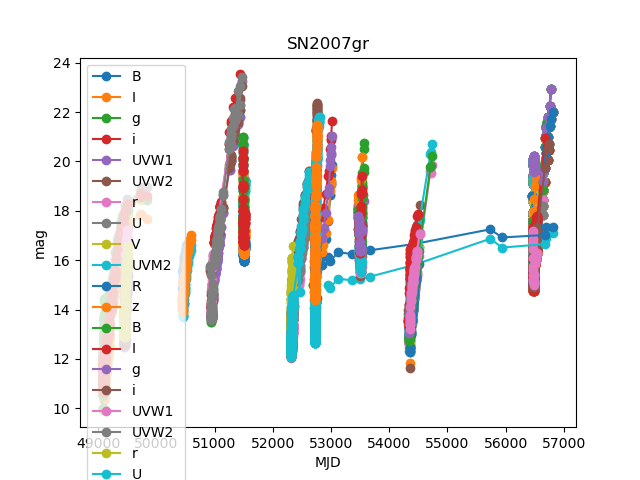 SN2007gr
24
22
20
18
16
14
12
10
mag
49000 50000 51000 52000 53000 54000 55000 56000 57000
MJD
B
I
g
i
UVW1
UVW2
r
U
V
UVM2
R
z
B
I
g
i
UVW1
UVW2
r
U